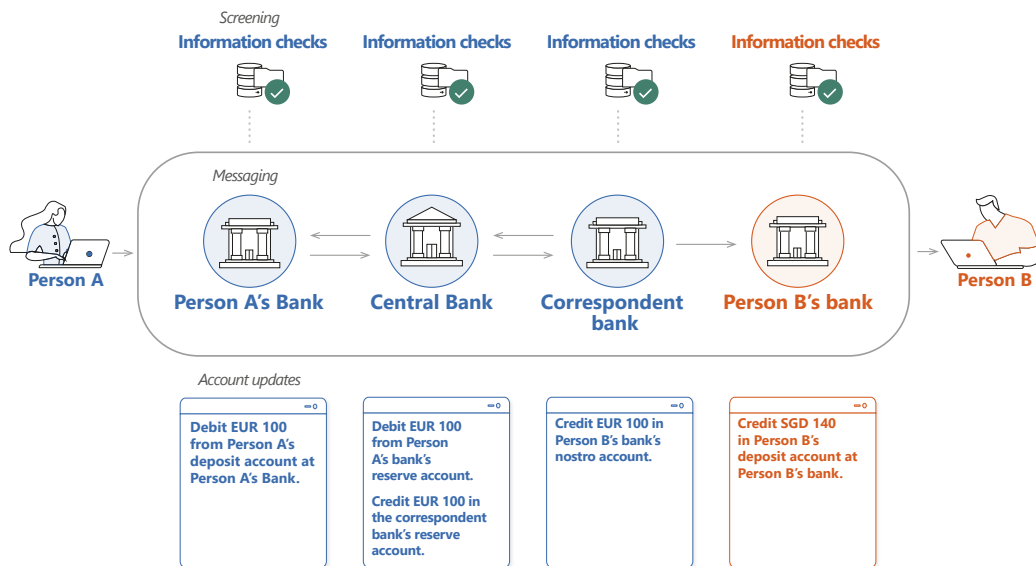 Screening
Information checks
Information checks
Information checks
Information checks
Messaging
Person A
Person A's Bank
Central Bank
Correspondent
bank
Person B's bank
Person B
Account updates
Debit EUR 100
from Person A's
deposit account at
Person A's Bank.
Debit EUR 100
from Person
A's bank's
reserve account.
Credit EUR 100 in
the correspondent
bank's reserve
account.
Credit EUR 100 in
Person B's bank's
nostro account.
Credit SGD 140
in Person B's
deposit account at
Person B's bank.